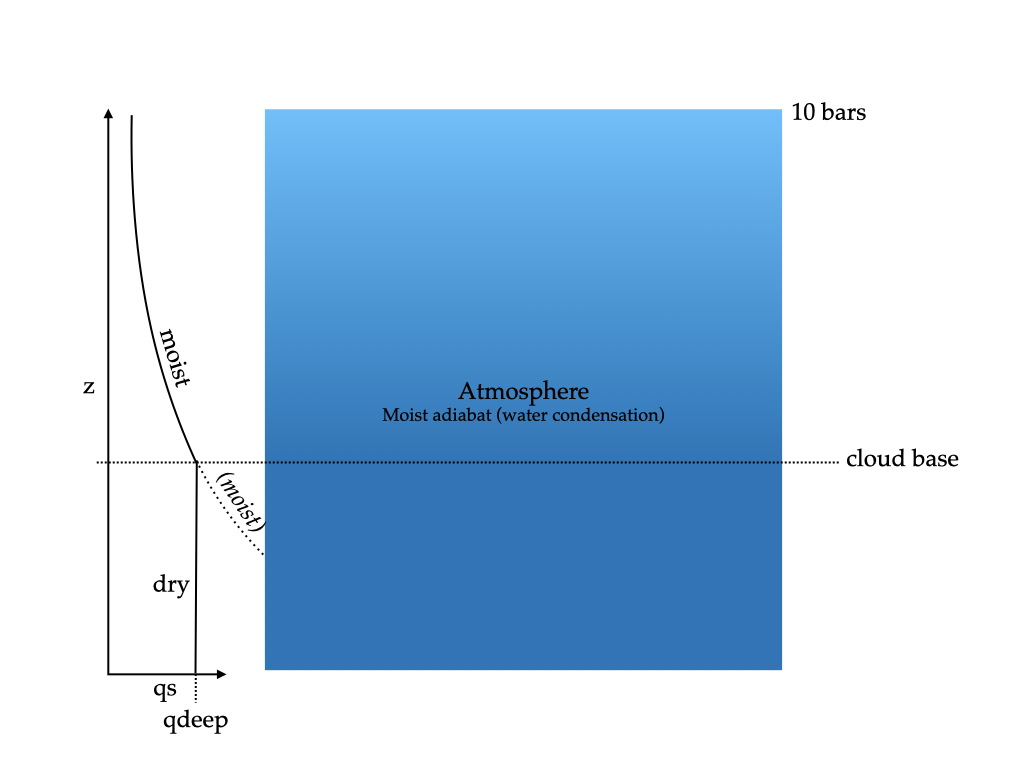 10 bars
moist
z
Atmosphere
Moist adiabat (water condensation)
cloud base
(moist)
dry
qs
qdeep